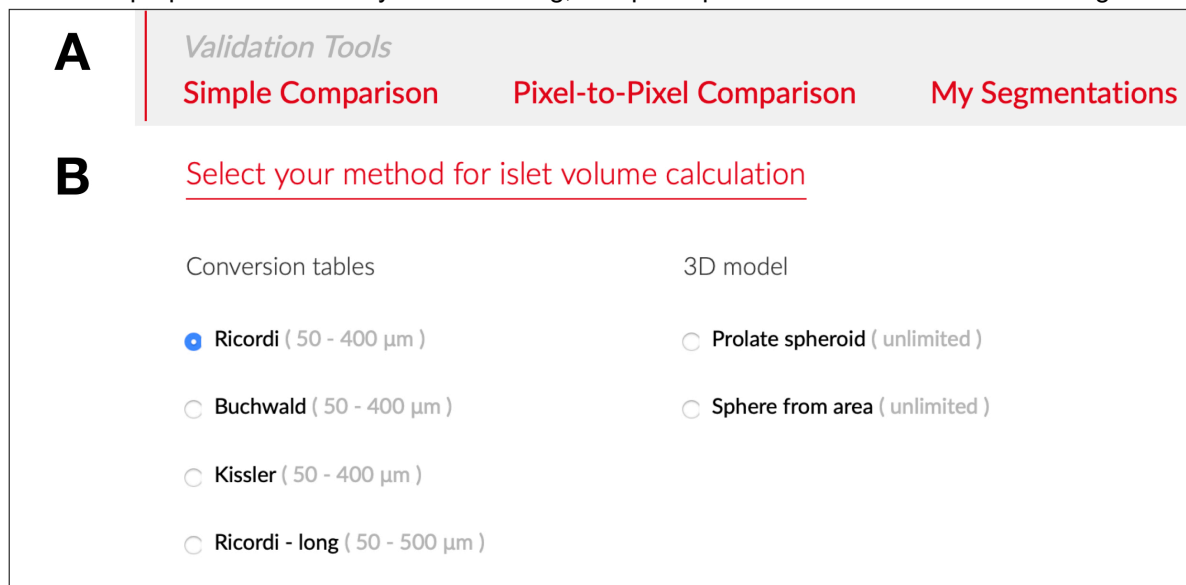 A
Validation Tools
Simple Comparison Pixel-to-Pixel Comparison My Segmentations
B
Select your method for islet volume calculation
Conversion tables 3D model
Ricordi ( 50 - 400 µm ) Prolate spheroid ( unlimited )
Buchwald ( 50 - 400 µm ) Sphere from area ( unlimited )
Kissler ( 50 - 400 µm )
Ricordi - long ( 50 - 500 µm )